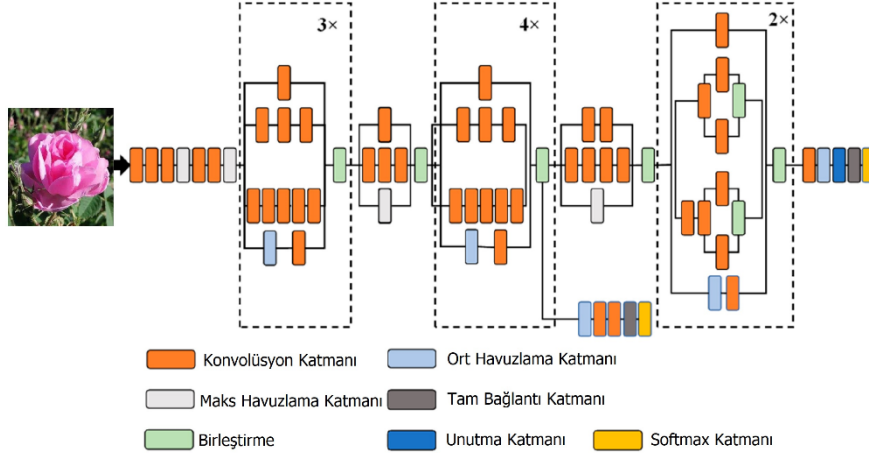 3×
4×
2×
Konvolüsyon Katmanı
Ort Havuzlama Katmanı
Maks Havuzlama Katmanı
Tam Bağlantı Katmanı
Birleştirme
Unutma Katmanı
Softmax Katmanı